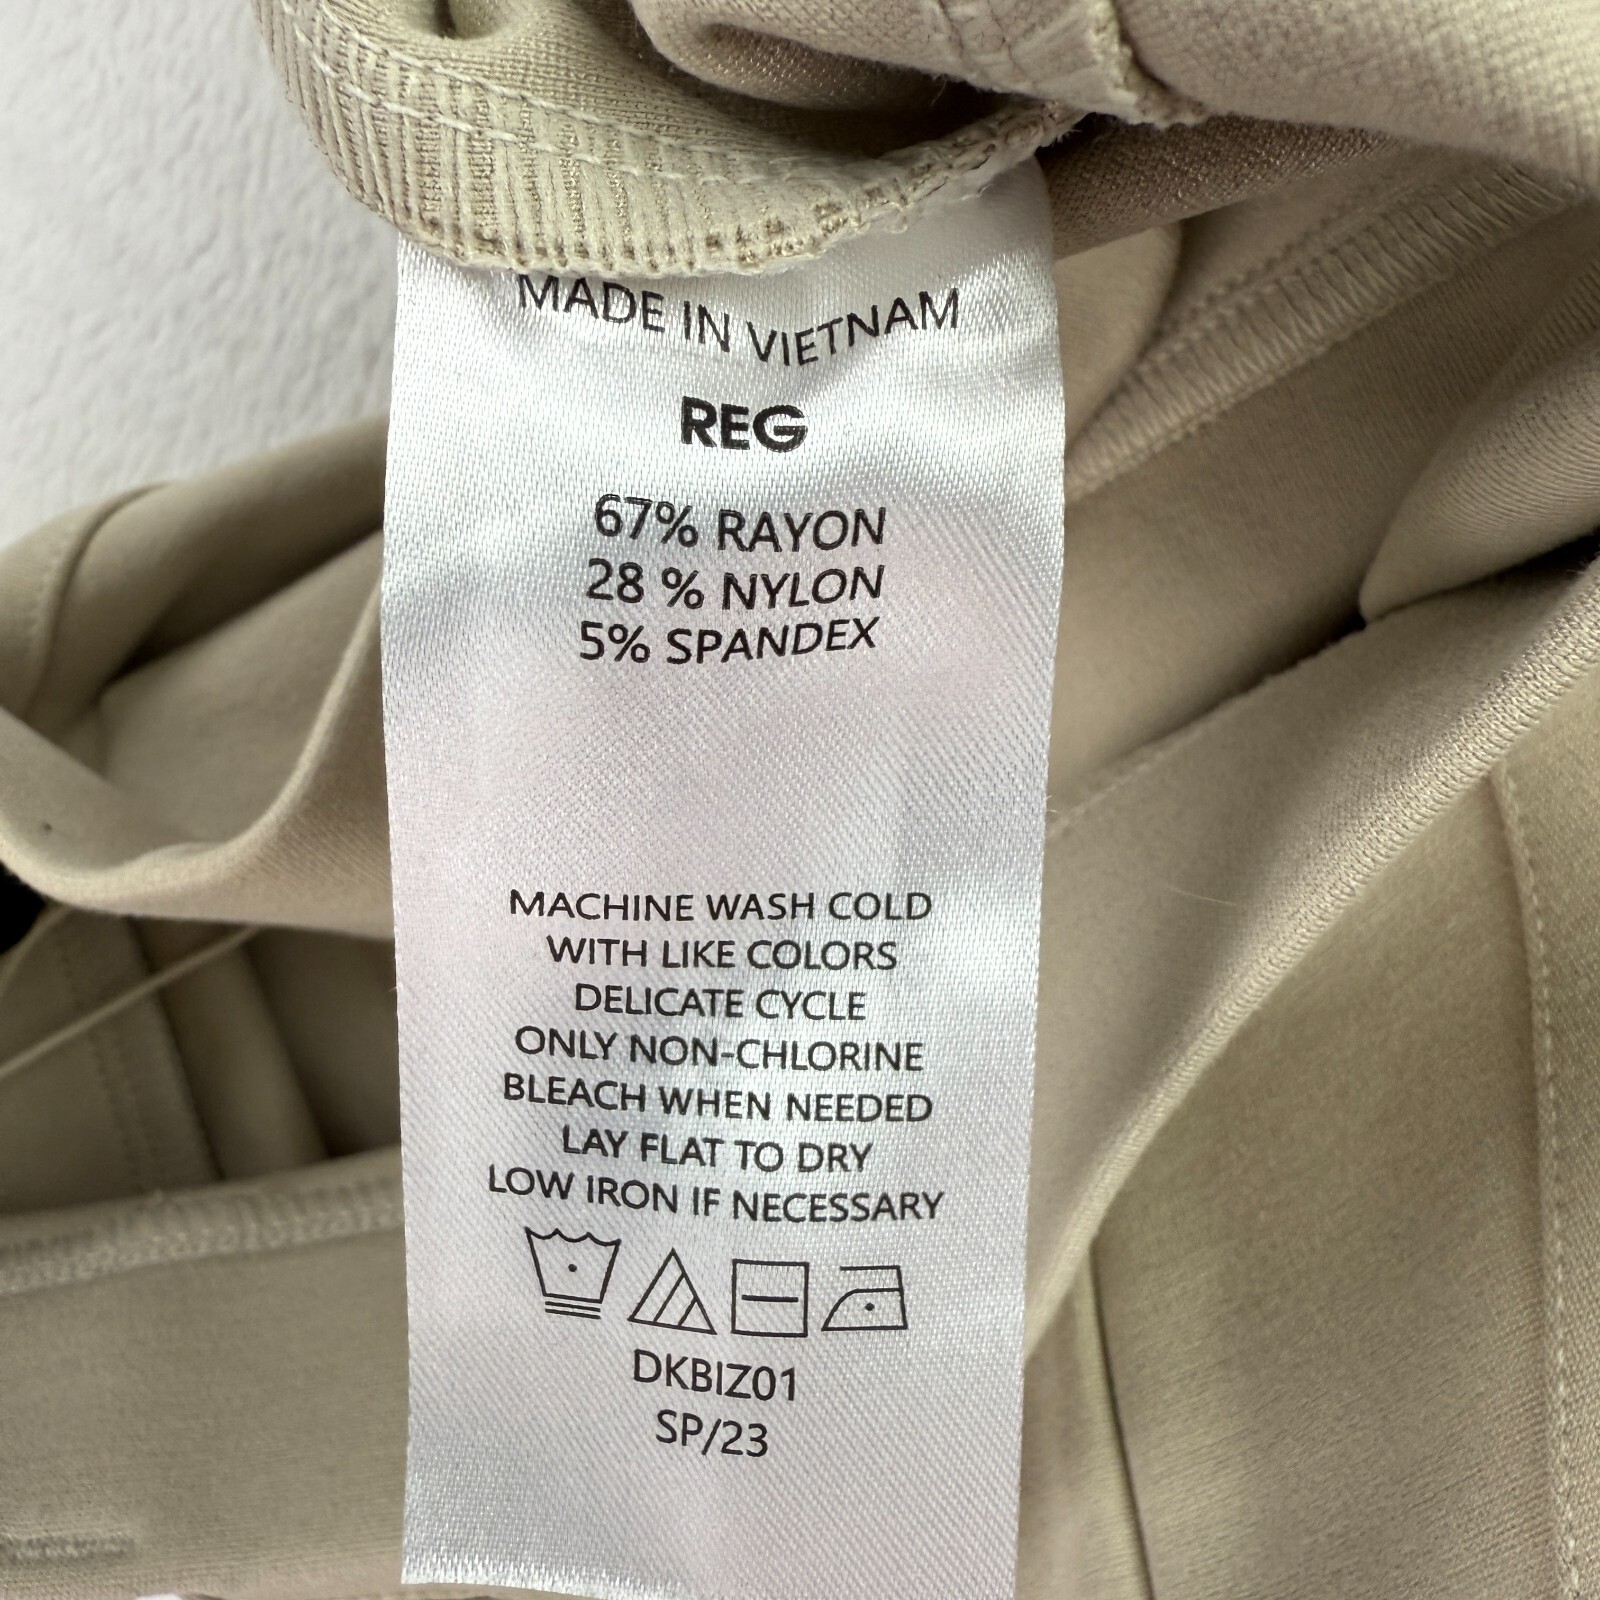 MADE IN VIETNAM
REG
67% RAYON
28 % NYLON
5% SPANDEX
MACHINE WASH COLD
WITH LIKE COLORS
DELICATE CYCLE
ONLY NON-CHLORINE
BLEACH WHEN NEEDED
LAY FLAT TO DRY
LOW IRON IF NECESSARY
DKBIZ01
SP/23